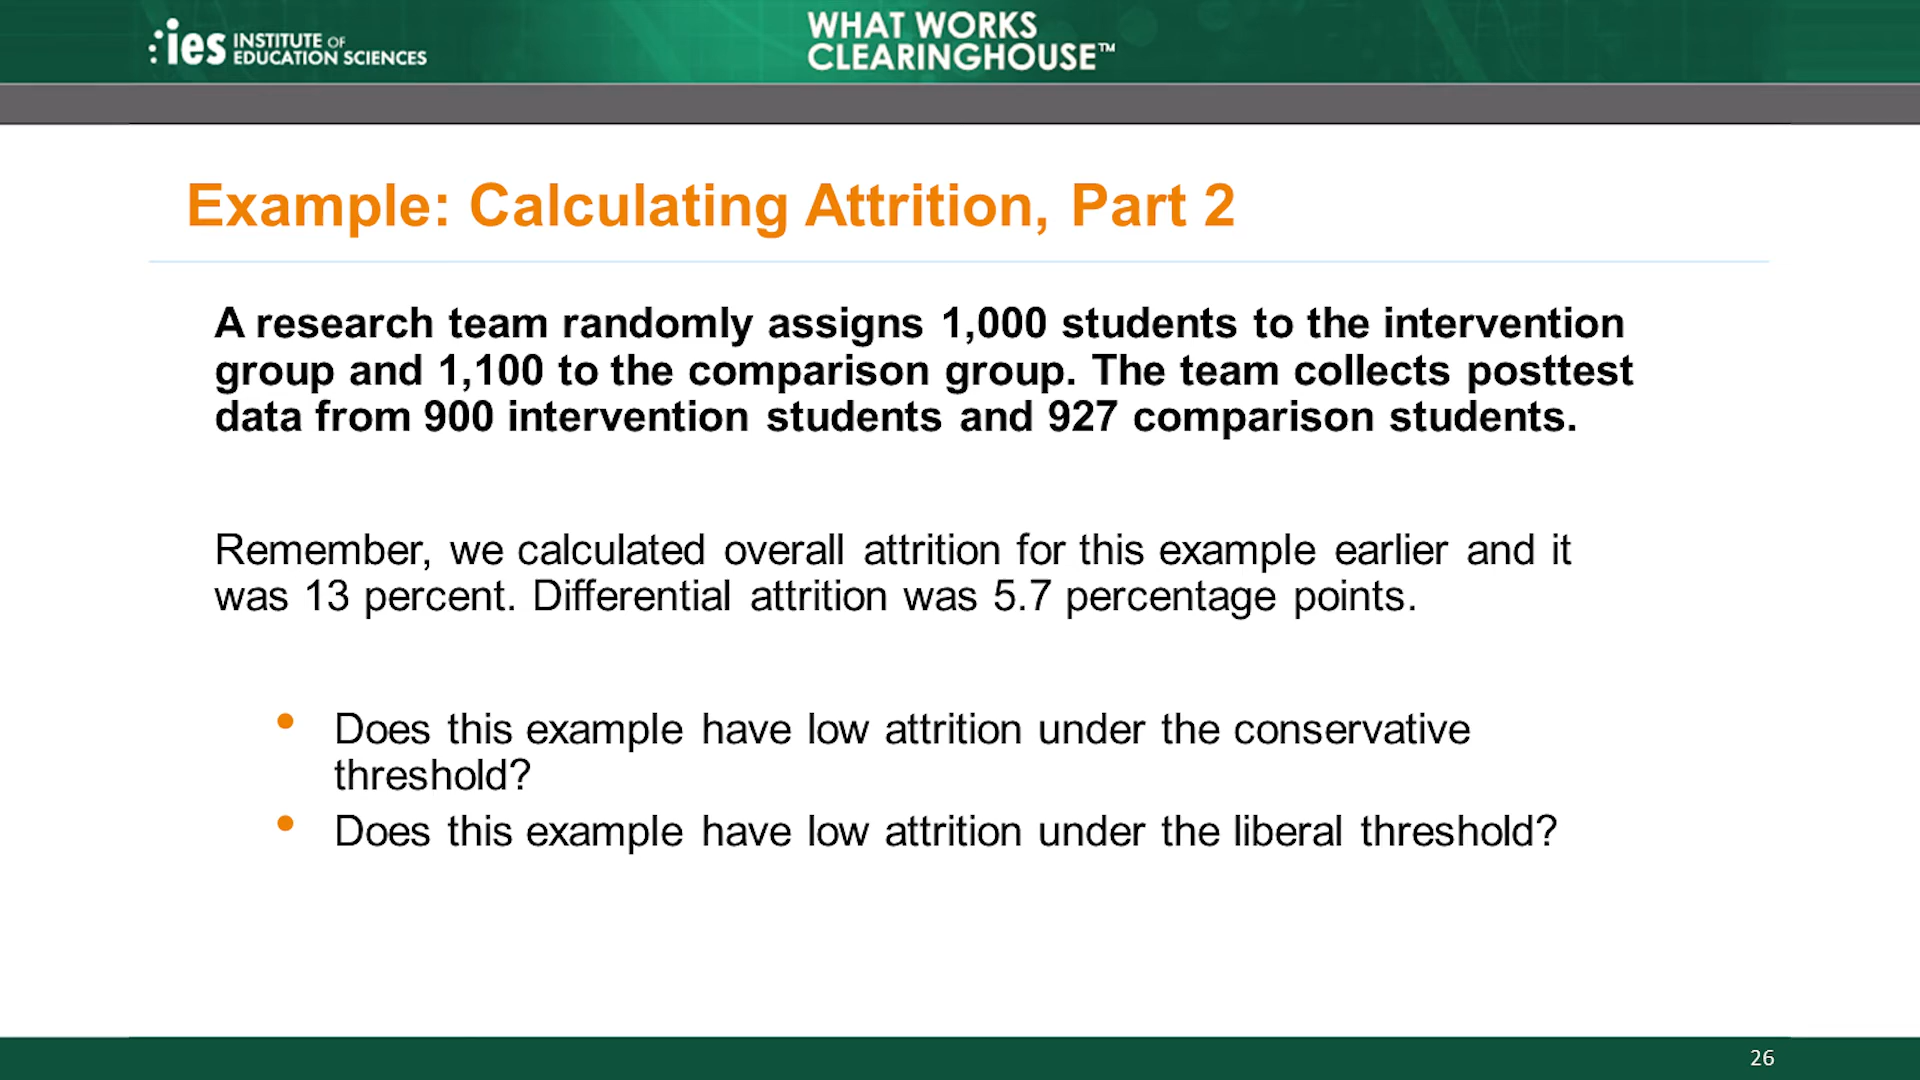 ies INSTITUTE OF
EDUCATION SCIENCES
WHAT WORKS
CLEARINGHOUSE™
Example: Calculating Attrition, Part 2
A research team randomly assigns 1,000 students to the intervention
group and 1,100 to the comparison group. The team collects posttest
data from 900 intervention students and 927 comparison students.
Remember, we calculated overall attrition for this example earlier and it
was 13 percent. Differential attrition was 5.7 percentage points.
• Does this example have low attrition under the conservative
threshold?
• Does this example have low attrition under the liberal threshold?
26